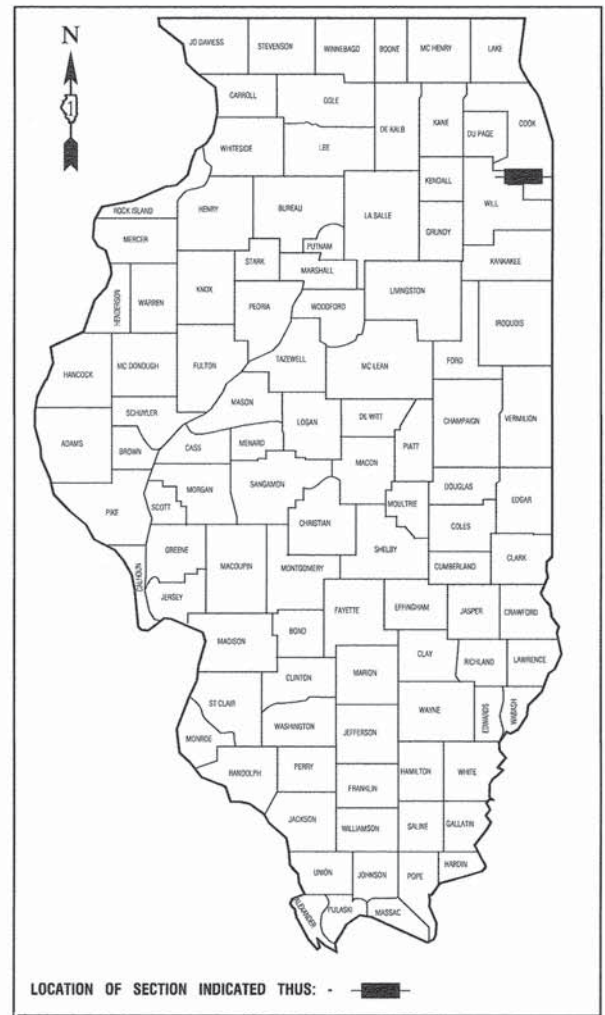 JO DAVIESS STEVENSON WINNEBAGO BOONE MC HENRY LAKE
N
CARROLL OGLE DE KALB KANE DU PAGE COOK
WHITESIDE LEE
KENDALL WILL
ROCK ISLAND HENRY BUREAU LA SALLE GRUNDY
MERCER PUTNAM
STARK MARSHALL KANKAKEE
HENDERSON WARREN KNOX PEORIA WOODFORD LIVINGSTON IROQUOIS
HANCOCK MC DONOUGH FULTON TAZEWELL MC LEAN FORD
MASON
SCHUYLER LOGAN DE WITT CHAMPAIGN VERMILION
ADAMS BROWN CASS MENARD PIATT
MACON
PIKE SCOTT MORGAN SANGAMON CHRISTIAN MOULTRIE DOUGLAS EDGAR
COLES
GREENE SHELBY
CALHOUN MACOUPIN MONTGOMERY CUMBERLAND CLARK
JERSEY FAYETTE EFFINGHAM JASPER CRAWFORD
MADISON BOND
CLAY RICHLAND LAWRENCE
CLINTON MARION
ST CLAIR WAYNE EDWARDS WABASH
MONROE WASHINGTON JEFFERSON
RANDOLPH PERRY HAMILTON WHITE
FRANKLIN
JACKSON WILLIAMSON SALINE GALLATIN
UNION JOHNSON POPE HARDIN
ALEXANDER PULASKI MASSAC
LOCATION OF SECTION INDICATED THUS: -